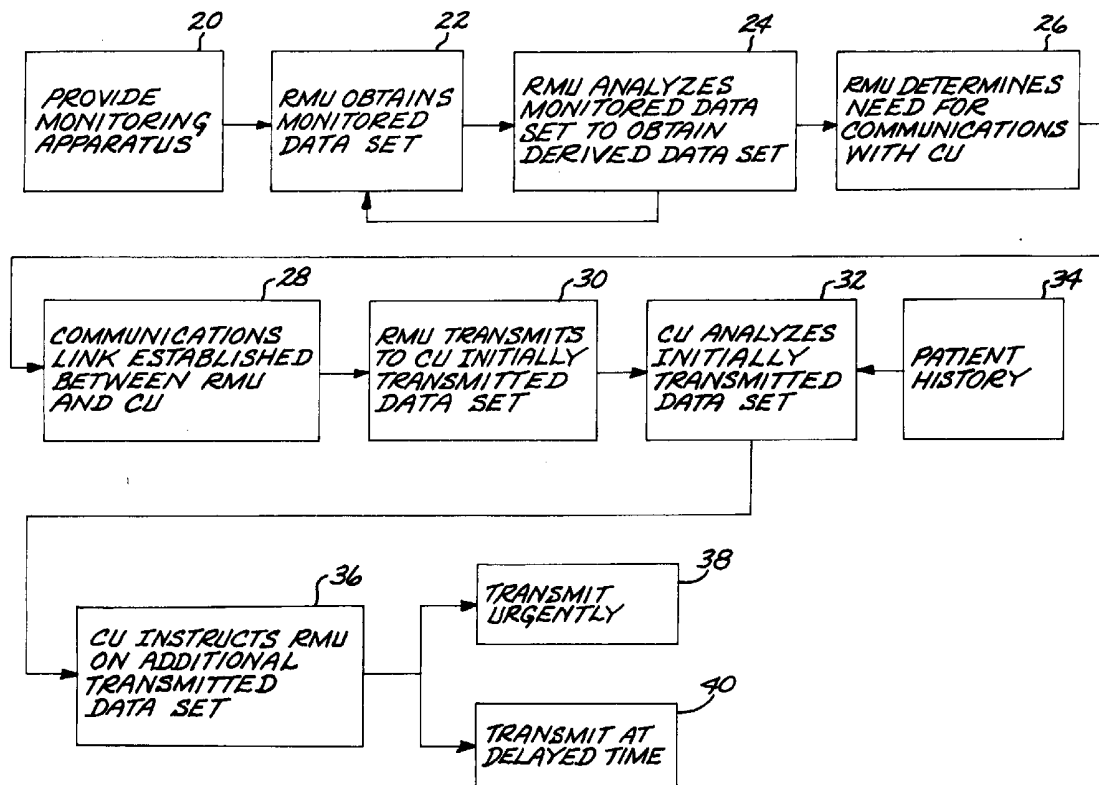 20
PROVIDE
MONITORING
APPARATUS
22
RMU OBTAINS
MONITORED
DATA SET
24
RMU ANALYZES
MONITORED DATA
SET TO OBTAIN
DERIVED DATA SET
26
RMU DETERMINES
NEED FOR
COMMUNICATIONS
WITH CU
28
COMMUNICATIONS
LINK ESTABLISHED
BETWEEN RMU
AND CU
30
RMU TRANSMITS
TO CU INITIALLY
TRANSMITTED
DATA SET
32
CU ANALYZES
INITIALLY
TRANSMITTED
DATA SET
34
PATIENT
HISTORY
36
CU INSTRUCTS RMU
ON ADDITIONAL
TRANSMITTED
DATA SET
38
TRANSMIT
URGENTLY
40
TRANSMIT AT
DELAYED TIME